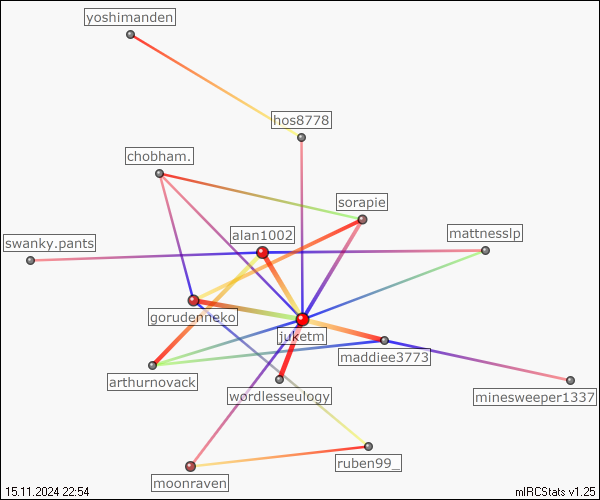 yoshimanden
hos8778
chobham.
sorapie
alan1002
mattnesslp
swanky.pants
gorudenneko
juketm
maddiee3773
arthurnovack
wordlesseulogy
minesweeper1337
ruben99_
moonraven
15.11.2024 22:54
mIRCStats v1.25